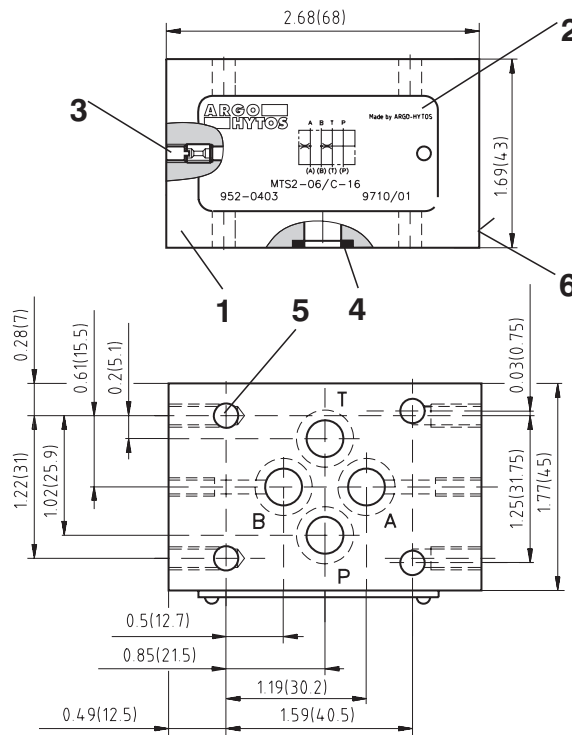 2.68(68)
2
ARGO
HYTOS
Made by ARGO-HYTOS
A B T P
3
(A) (B) (T) (P)
MTS2-06/C-16
952-0403 9710/01
1.69(43)
1
4
6
5
0.28(7)
0.61(15.5)
0.2(5.1)
1.22(31)
1.02(25.9)
T
B
A
P
0.03(0.75)
1.25(31.75)
1.77(45)
0.5(12.7)
0.85(21.5)
1.19(30.2)
0.49(12.5)
1.59(40.5)